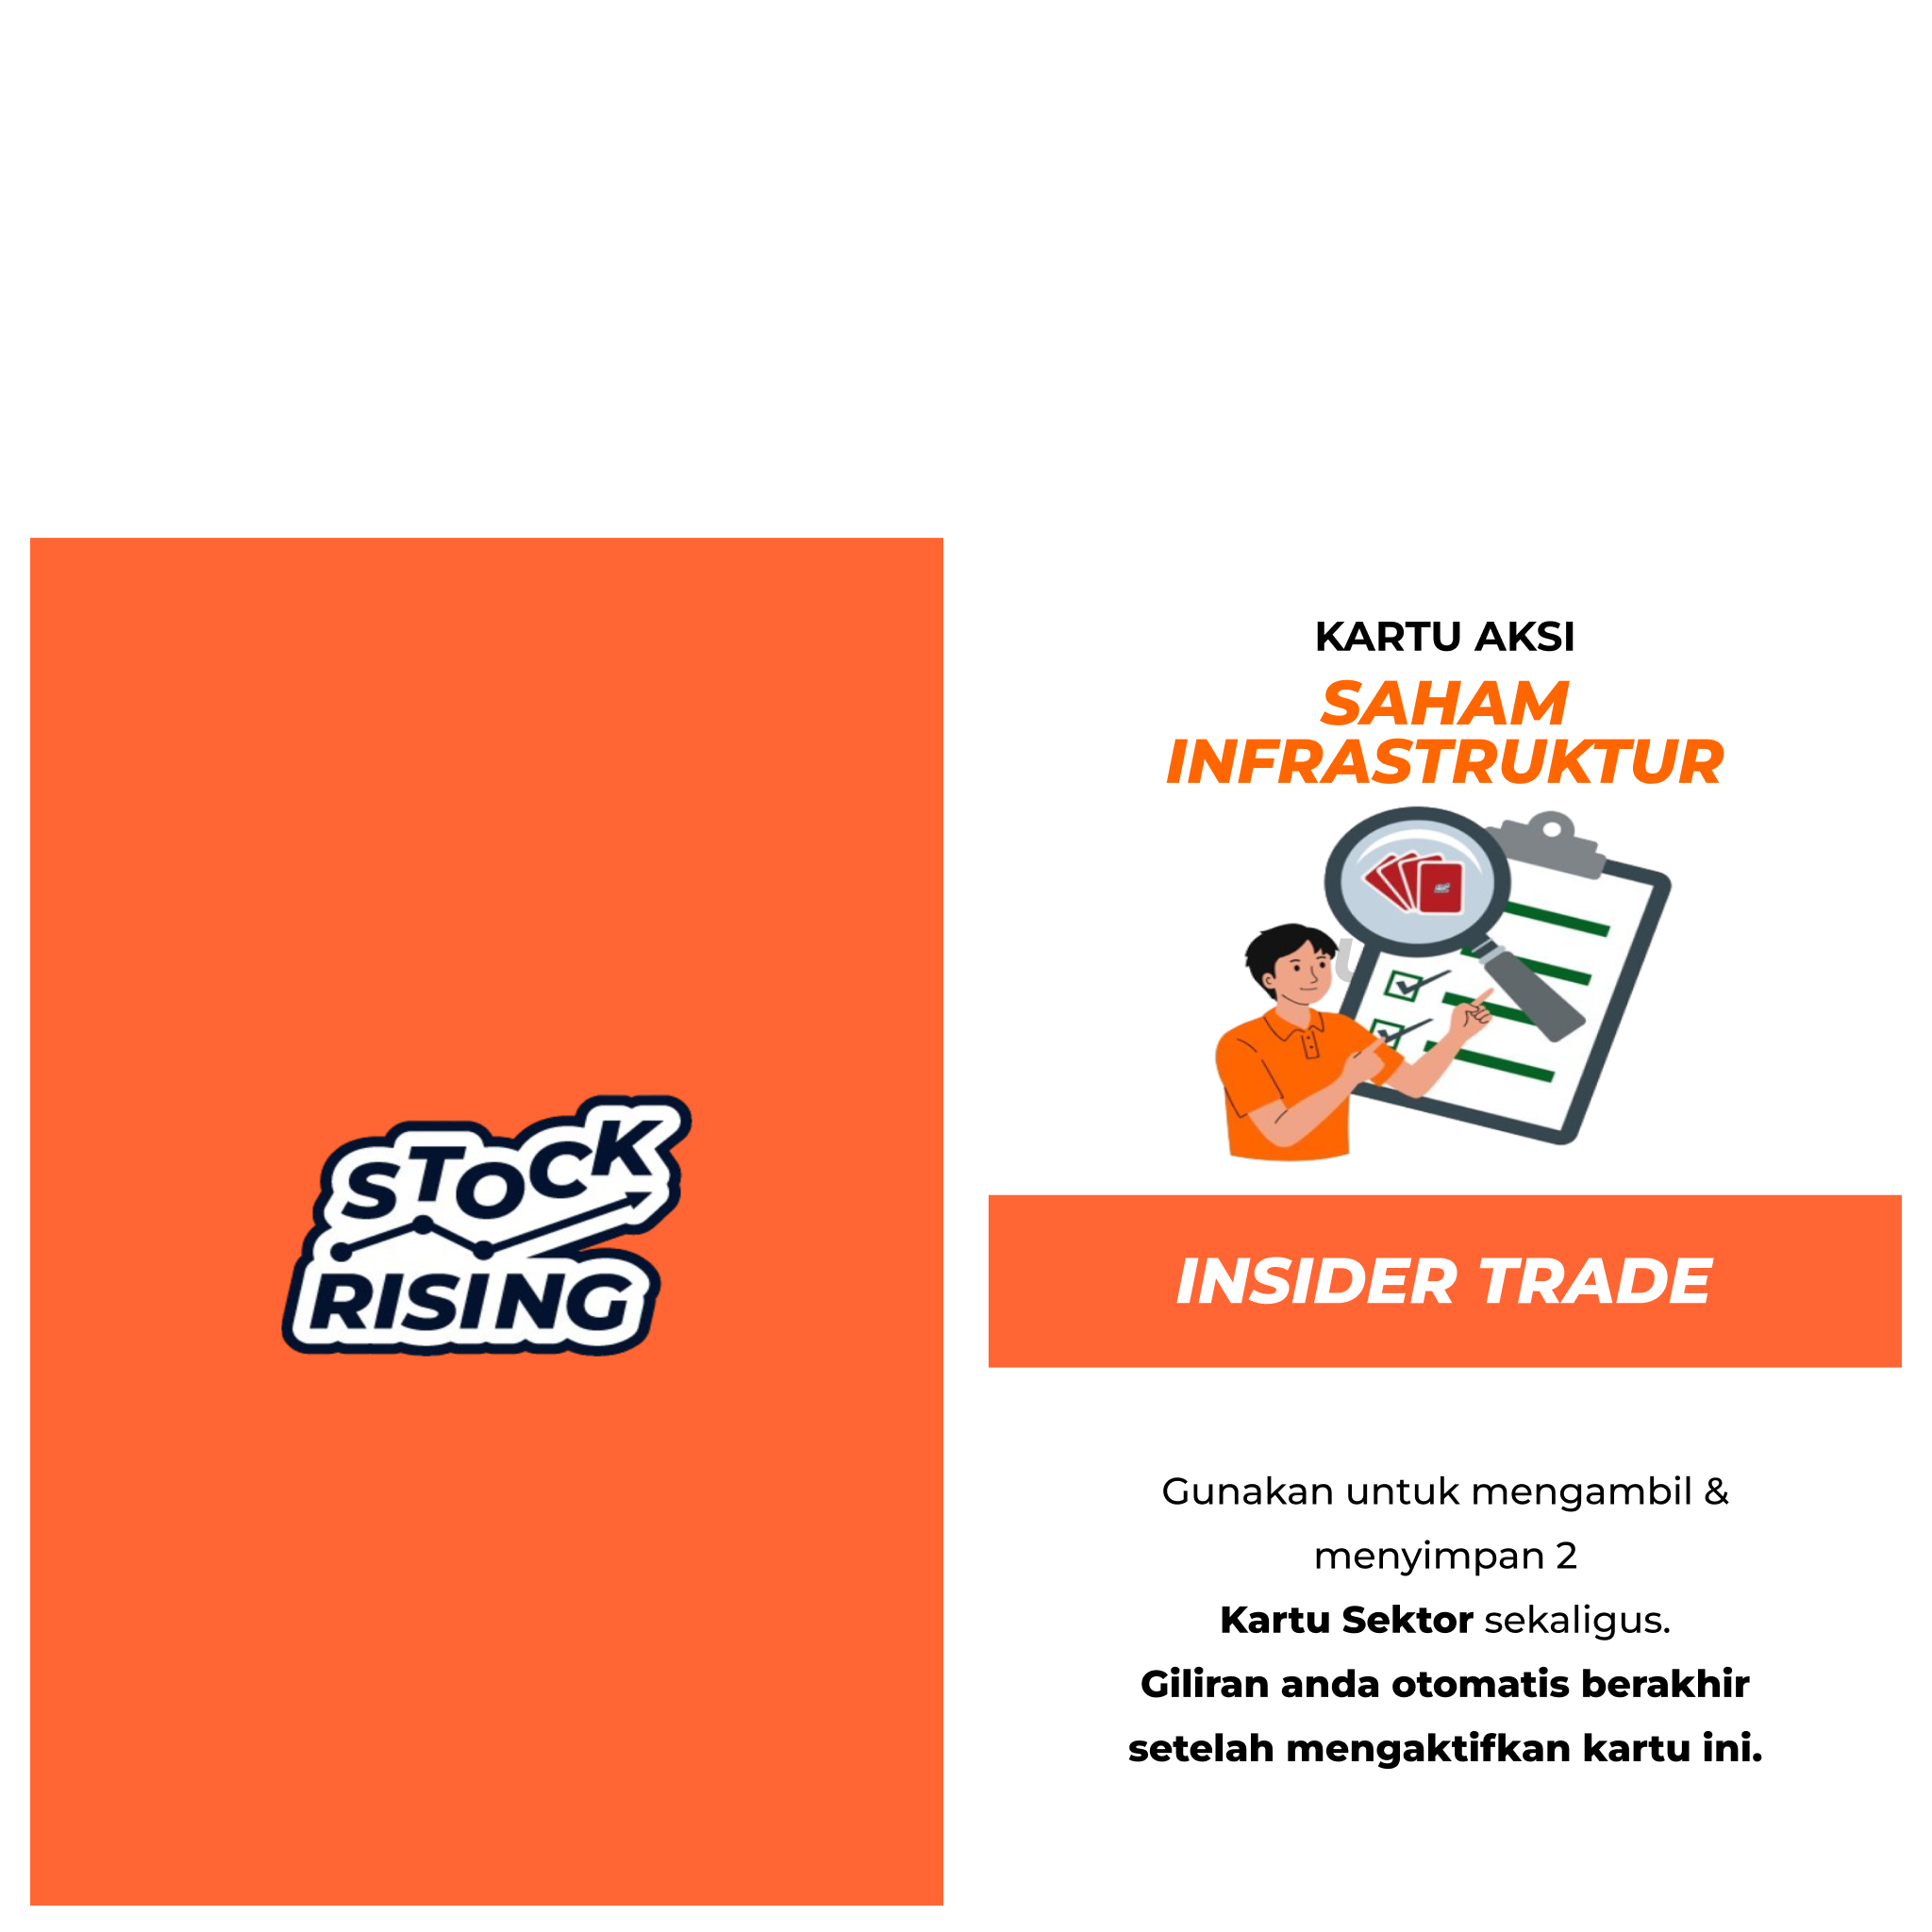 STOCK
RISING
KARTU AKSI
SAHAM
INFRASTRUKTUR
INSIDER TRADE
Gunakan untuk mengambil &
menyimpan 2
Kartu Sektor sekaligus.
Giliran anda otomatis berakhir
setelah mengaktifkan kartu ini.